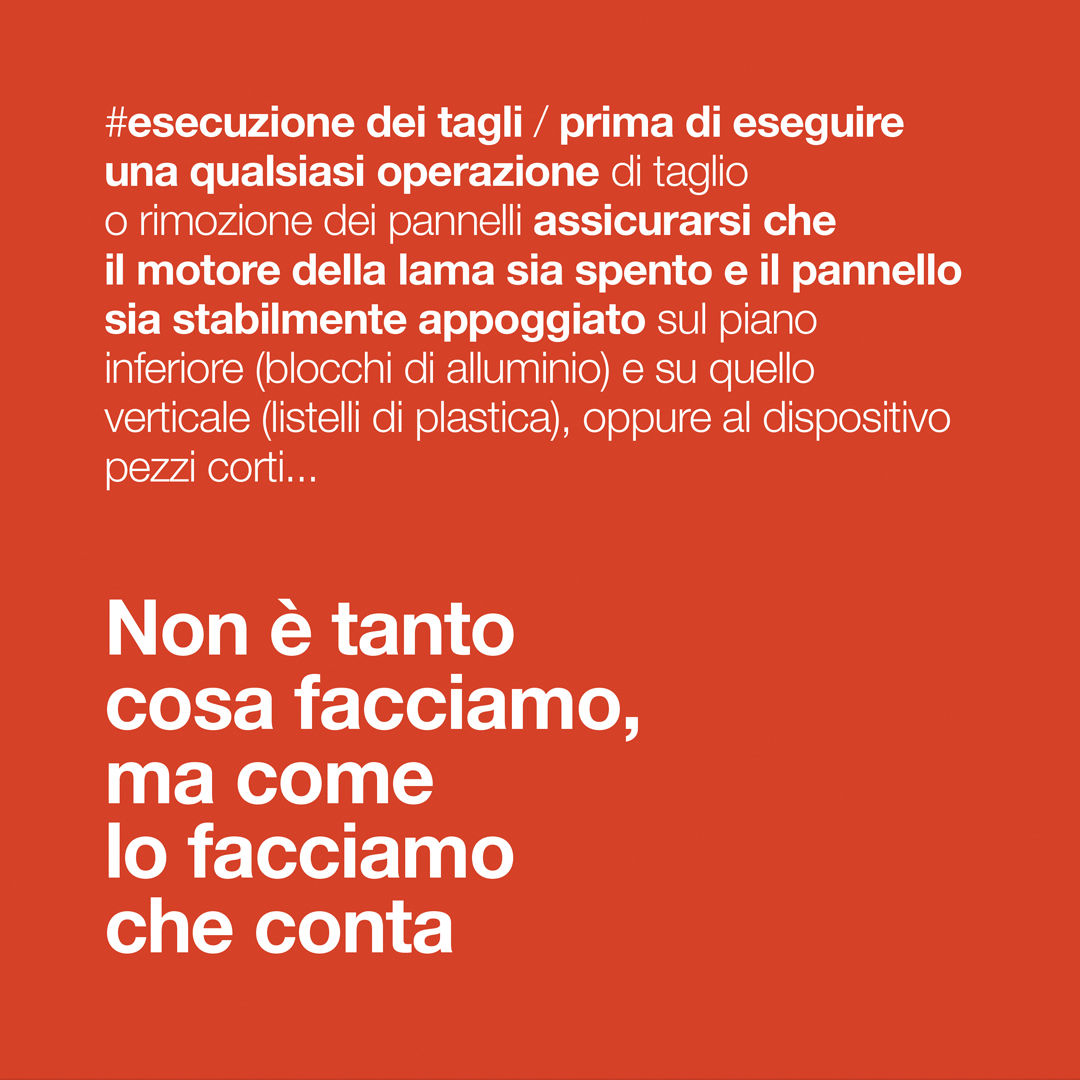 #esecuzione dei tagli / prima di eseguire
una qualsiasi operazione di taglio
o rimozione dei pannelli assicurarsi che
il motore della lama sia spento e il pannello
sia stabilmente appoggiato sul piano
inferiore (blocchi di alluminio) e su quello
verticale (listelli di plastica), oppure al dispositivo
pezzi corti...
Non è tanto
cosa facciamo,
ma come
lo facciamo
che conta